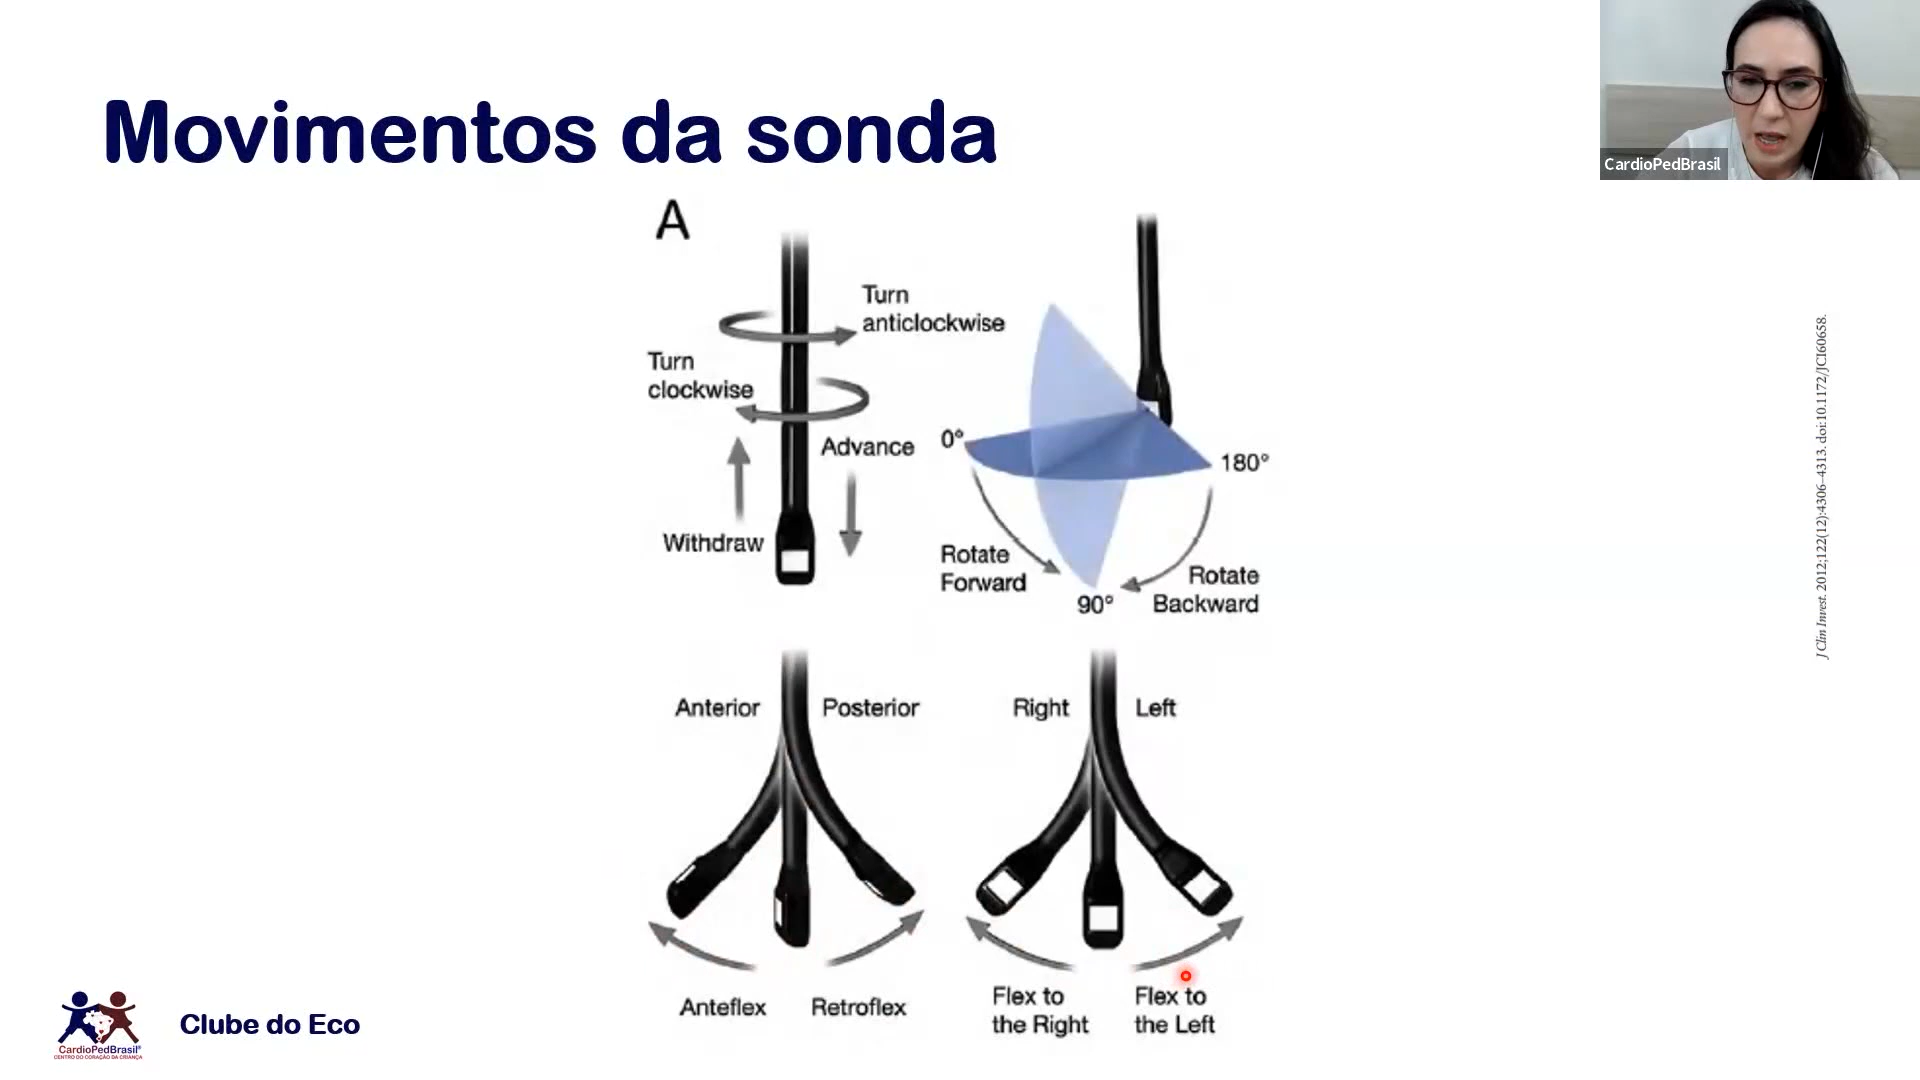 Movimentos da sonda
CardioPedBrasil
A
Turn
anticlockwise
Turn
clockwise
Advance
Withdraw
0°
180°
Rotate
Forward
Rotate
Backward
90°
Anterior
Posterior
Right
Left
Anteflex
Retroflex
Flex to
the Right
Flex to
the Left
J Clin Invest. 2012;122(12):4306–4313. doi:10.1172/JCI60658.
CardioPedBrasil®
CENTRO DO CORAÇÃO DA CRIANÇA
Clube do Eco